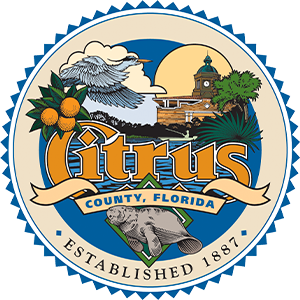 Citrus
COUNTY, FLORIDA
• ESTABLISHED 1887 •